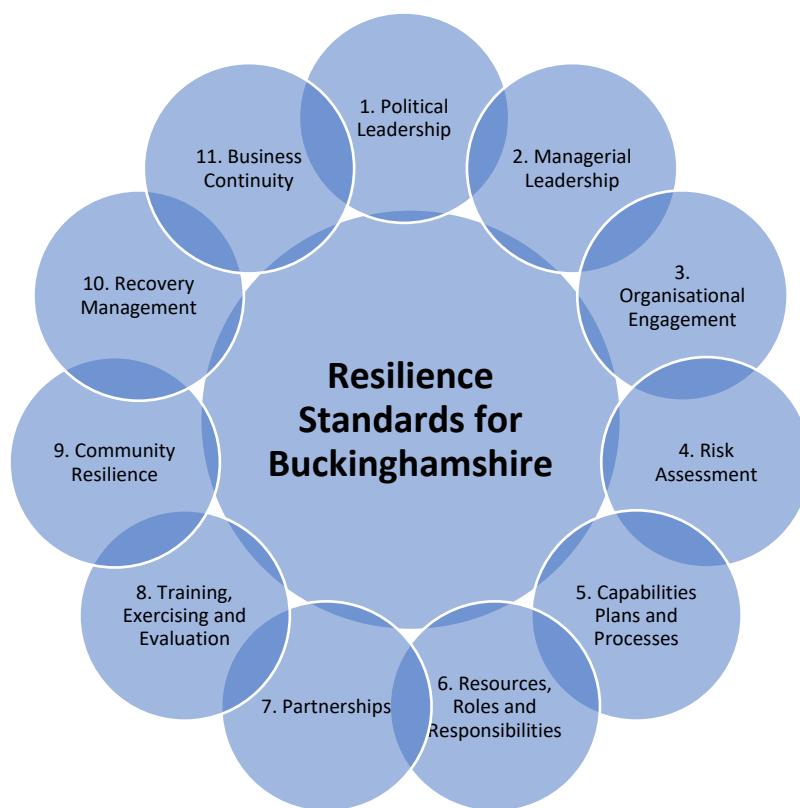 1. Political
Leadership
2. Managerial
Leadership
3.
Organisational
Engagement
4. Risk
Assessment
5. Capabilities
Plans and
Processes
6. Resources,
Roles and
Responsibilities
7. Partnerships
8. Training,
Exercising and
Evaluation
9. Community
Resilience
10. Recovery
Management
11. Business
Continuity
Resilience
Standards for
Buckinghamshire